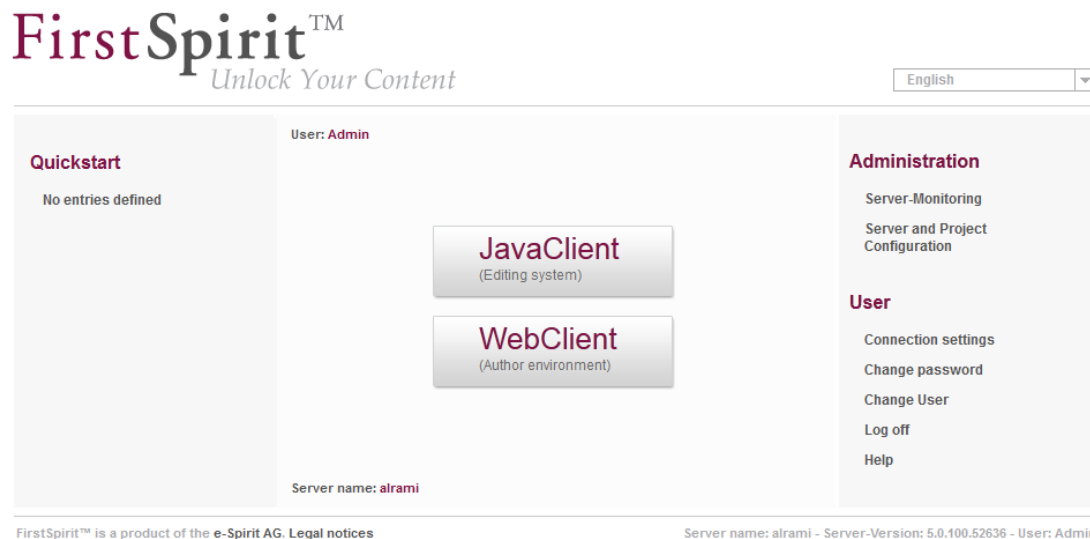 FirstSpirit™
Unlock Your Content
English
Quickstart
No entries defined
User: Admin
JavaClient
(Editing system)
WebClient
(Author environment)
Server name: alrami
Administration
Server-Monitoring
Server and Project
Configuration
User
Connection settings
Change password
Change User
Log off
Help
FirstSpirit™ is a product of the e-Spirit AG. Legal notices
Server name: alrami - Server-Version: 5.0.100.52636 - User: Admi